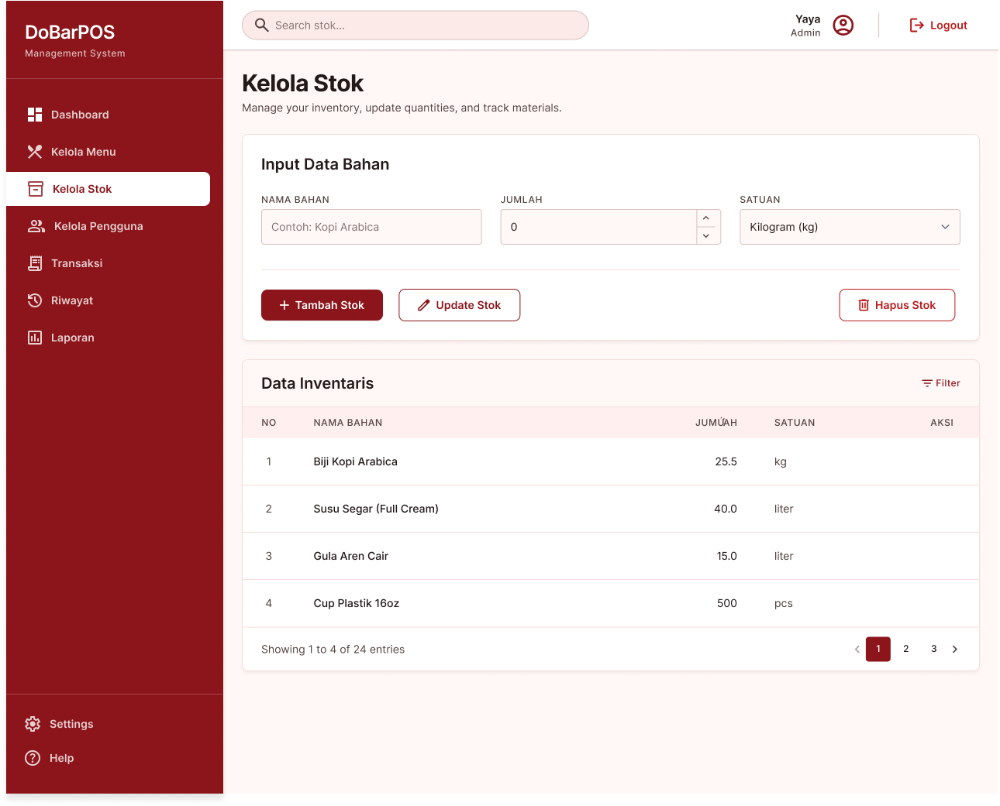 DoBarPOS
Management System
Dashboard
Kelola Menu
Kelola Stok
Kelola Pengguna
Transaksi
Riwayat
Laporan
Settings
Help
Search stok...
Yaya
Admin
Logout
Kelola Stok
Manage your inventory, update quantities, and track materials.
Input Data Bahan
NAMA BAHAN
JUMLAH
SATUAN
Contoh: Kopi Arabica
0
Kilogram (kg)
Tambah Stok
Update Stok
Hapus Stok
Data Inventaris
Filter
NO NAMA BAHAN JUMLAH SATUAN AKSI
1 Biji Kopi Arabica 25.5 kg
2 Susu Segar (Full Cream) 40.0 liter
3 Gula Aren Cair 15.0 liter
4 Cup Plastik 16oz 500 pcs
Showing 1 to 4 of 24 entries
1 2 3